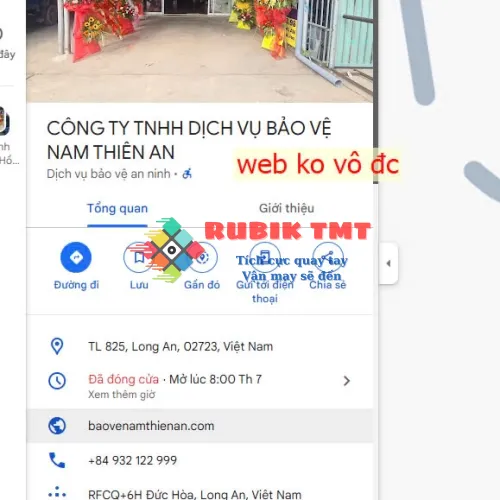 đây
CÔNG TY TNHH DỊCH VỤ BẢO VỆ
NAM THIÊN AN
web ko vô đc
Dịch vụ bảo vệ an ninh
Tổng quan
Giới thiệu
RUBIK TMT
Tích cực quay tay
Vận may sẽ đến
Đường đi
Lưu
Gần đó
Gửi tới điện
thoại
Chia sẻ
TL 825, Long An, 02723, Việt Nam
Đã đóng cửa · Mở lúc 8:00 Th 7
Xem thêm giờ
baovenamthienan.com
+84 932 122 999
RFCQ+6H Đức Hòa, Long An, Việt Nam